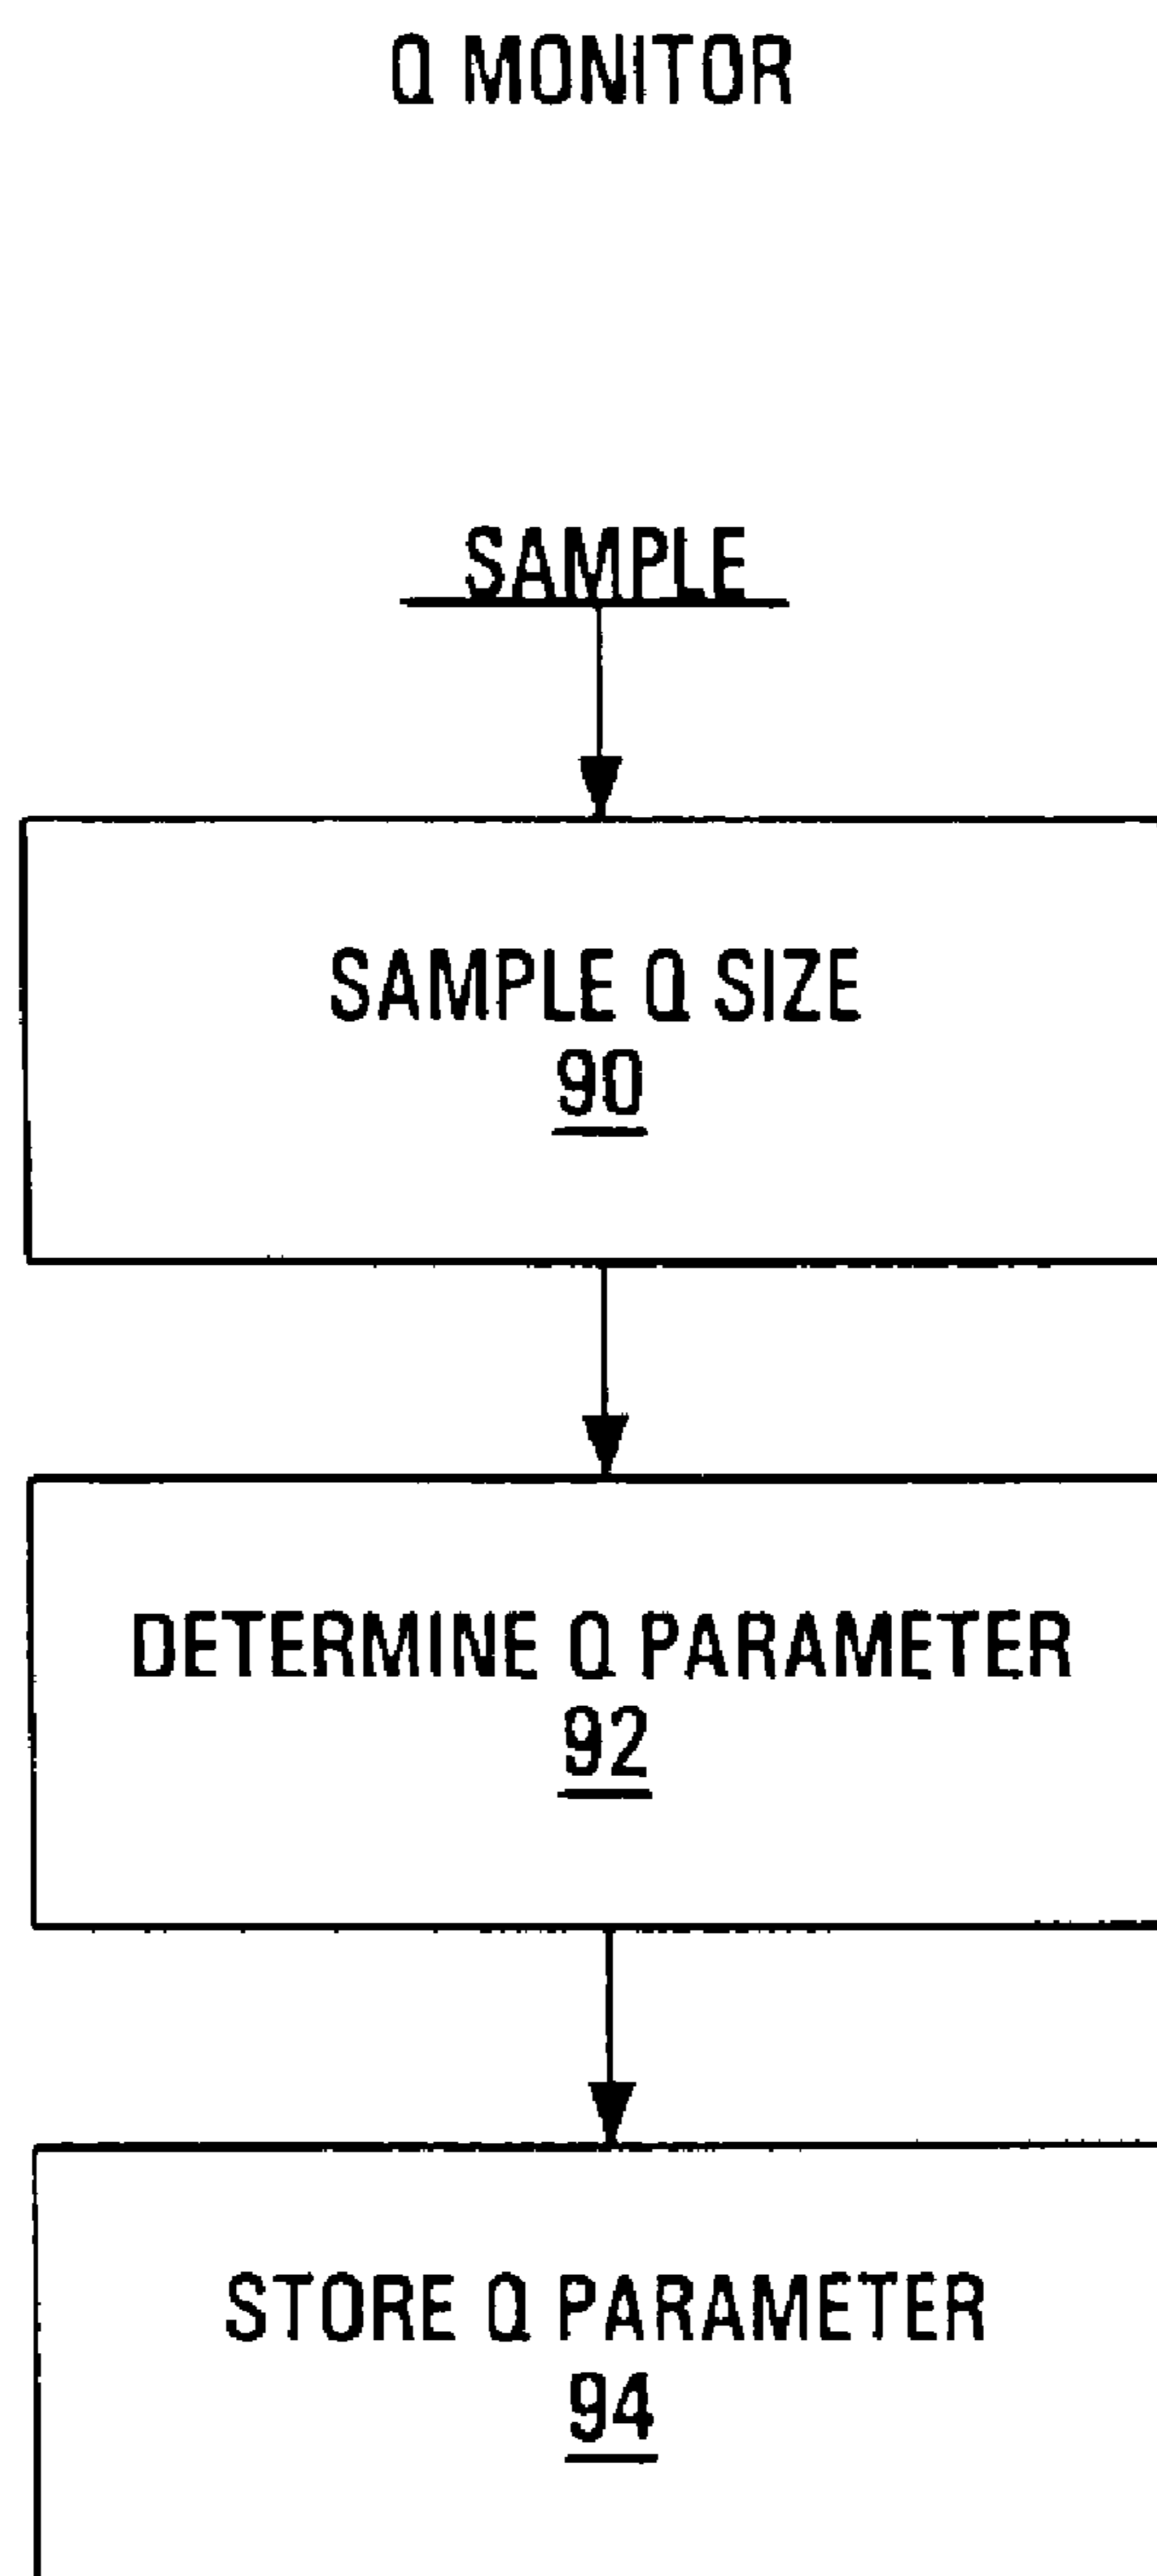 Q MONITOR
SAMPLE
SAMPLE Q SIZE
90
DETERMINE Q PARAMETER
92
STORE Q PARAMETER
94